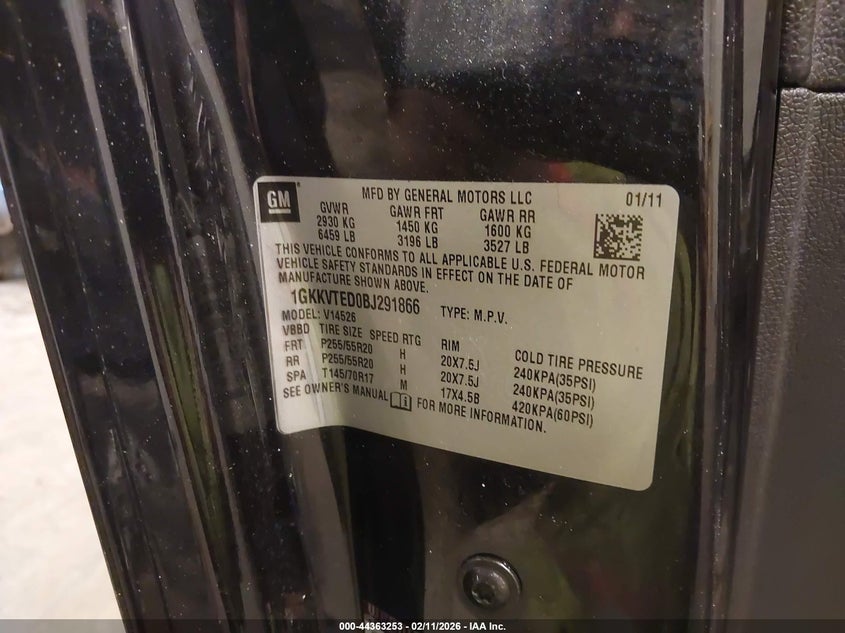 GM
MFD BY GENERAL MOTORS LLC 01/11
GVWR GAWR FRT GAWR RR
2930 KG 1450 KG 1600 KG
6459 LB 3196 LB 3527 LB
THIS VEHICLE CONFORMS TO ALL APPLICABLE U.S. FEDERAL MOTOR
VEHICLE SAFETY STANDARDS IN EFFECT ON THE DATE OF
MANUFACTURE SHOWN ABOVE.
1GKKVTED0BJ291866 TYPE: M.P.V.
MODEL: V14526
VBBD TIRE SIZE SPEED RTG RIM COLD TIRE PRESSURE
FRT P255/55R20 H 20X7.5J 240KPA(35PSI)
RR P255/55R20 H 20X7.5J 240KPA(35PSI)
SPA T145/70R17 M 17X4.5B 420KPA(60PSI)
SEE OWNER'S MANUAL FOR MORE INFORMATION.
000-44363253 - 02/11/2026 - IAA Inc.